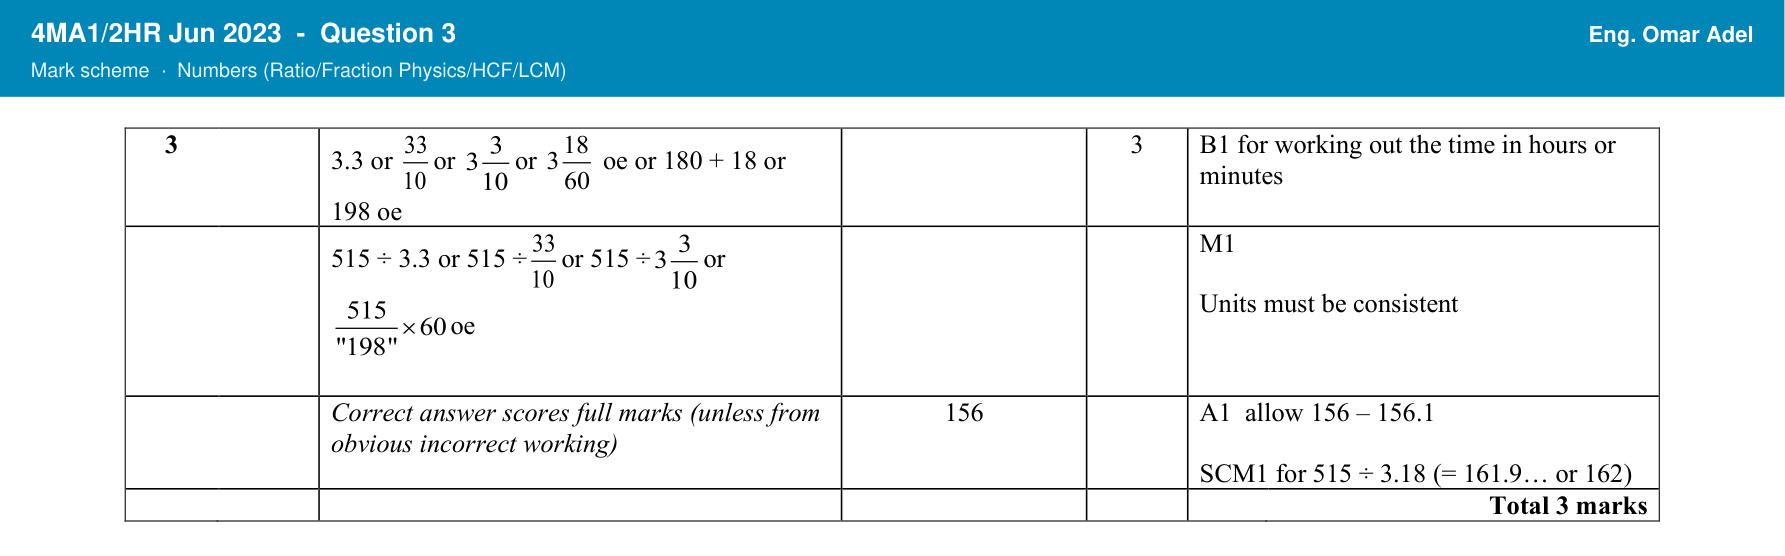 4MA1/2HR Jun 2023 - Question 3
Eng. Omar Adel
Mark scheme · Numbers (Ratio/Fraction Physics/HCF/LCM)
3
3.3 or 33/10 or 3 3/10 or 3 18/60 oe or 180 + 18 or
198 oe
3
B1 for working out the time in hours or
minutes
515 ÷ 3.3 or 515 ÷ 33/10 or 515 ÷ 3 3/10 or
515/"198" × 60 oe
M1
Units must be consistent
Correct answer scores full marks (unless from
obvious incorrect working)
156
A1 allow 156 – 156.1
SCM1 for 515 ÷ 3.18 (= 161.9… or 162)
Total 3 marks